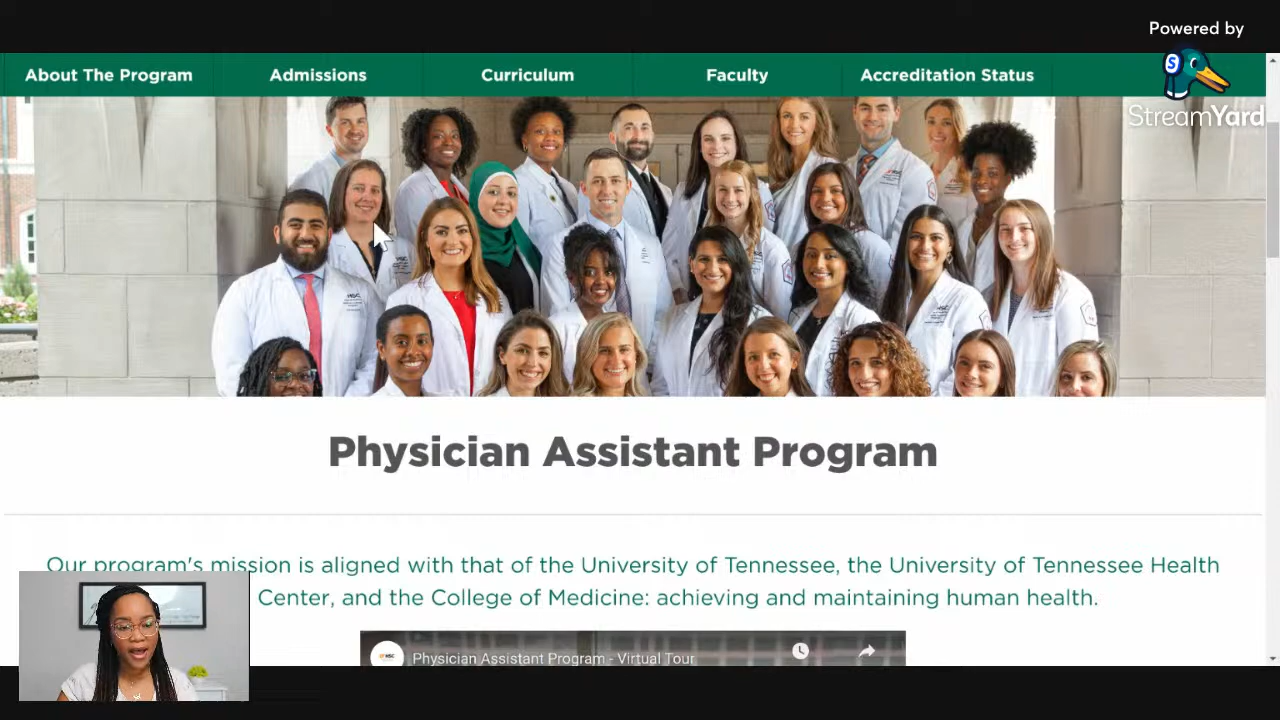 Powered by
StreamYard
About The Program Admissions Curriculum Faculty Accreditation Status
Physician Assistant Program
Our program's mission is aligned with that of the University of Tennessee, the University of Tennessee Health
Center, and the College of Medicine: achieving and maintaining human health.
Physician Assistant Program - Virtual Tour